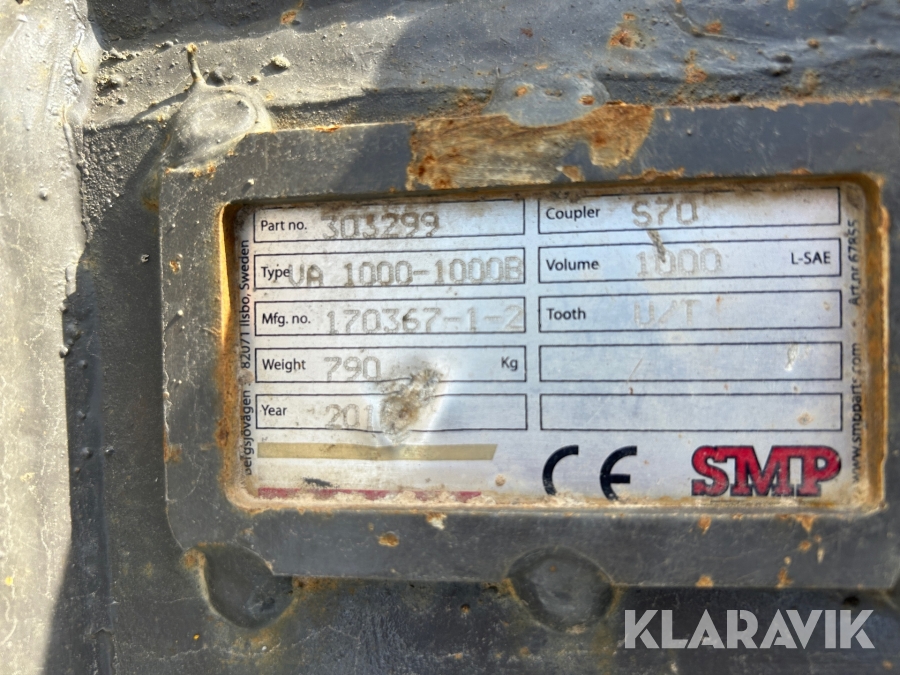 Part no. 303299
Type VA 1000-1000B
Mfg. no. 170367-1-2
Weight 790 Kg
Year
Coupler S70
Volume 1000 L-SAE
Tooth U/T
CE
SMP
82071 Ilsbo, Sweden
www.smpparts.com Art.nr 67855
KLARAVIK